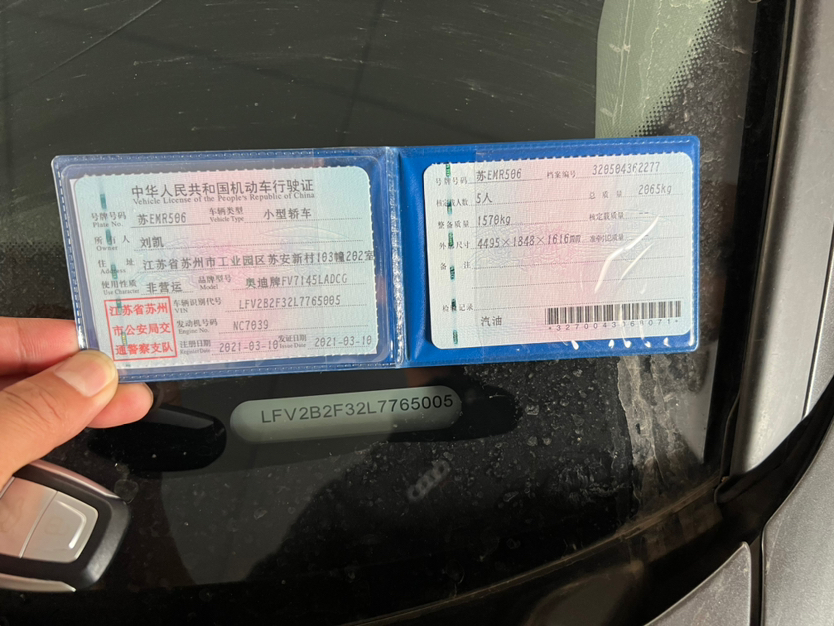 中华人民共和国机动车行驶证
Vehicle License of the People's Republic of China
号牌号码 苏EMR506 车辆类型 小型轿车
Plate No. Vehicle Type
所有人 刘凯
Owner
住址 江苏省苏州市工业园区苏安新村103幢202室
Address
使用性质 非营运 品牌型号 奥迪牌FV7145LADCG
Use Character Model
车辆识别代号 LFV2B2F32L7765005
VIN
发动机号码 NC7039
Engine No.
注册日期 2021-03-10 发证日期 2021-03-10
Register Date Issue Date
江苏省苏州
市公安局交
通警察支队
号牌号码 苏EMR506 档案编号 320504362277
核定载人数 5人 总质量 2065kg
整备质量 1570kg 核定载质量 --
外廓尺寸 4495×1848×1616mm 准牵引总质量
备注
检验记录
汽油
*3270043168071*
LFV2B2F32L7765005